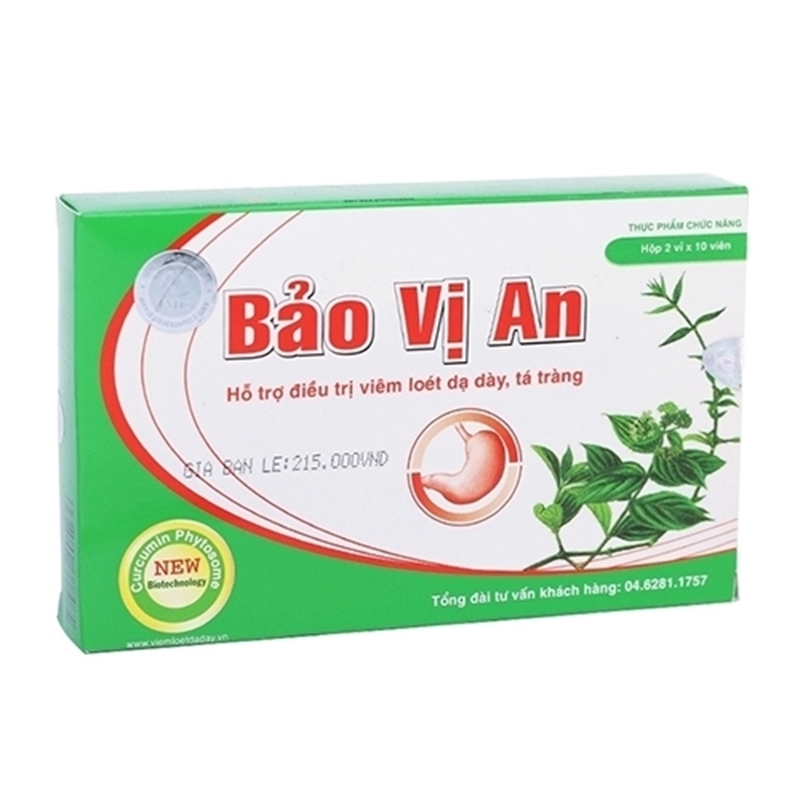 THỰC PHẨM CHỨC NĂNG
Hộp 2 vỉ x 10 viên
Bảo Vị An
Hỗ trợ điều trị viêm loét dạ dày, tá tràng
GIA BAN LE:215.000VND
Curcumin Phytosome
NEW
Biotechnology
Tổng đài tư vấn khách hàng: 04.6281.1757
www.viemloetdaday.vn